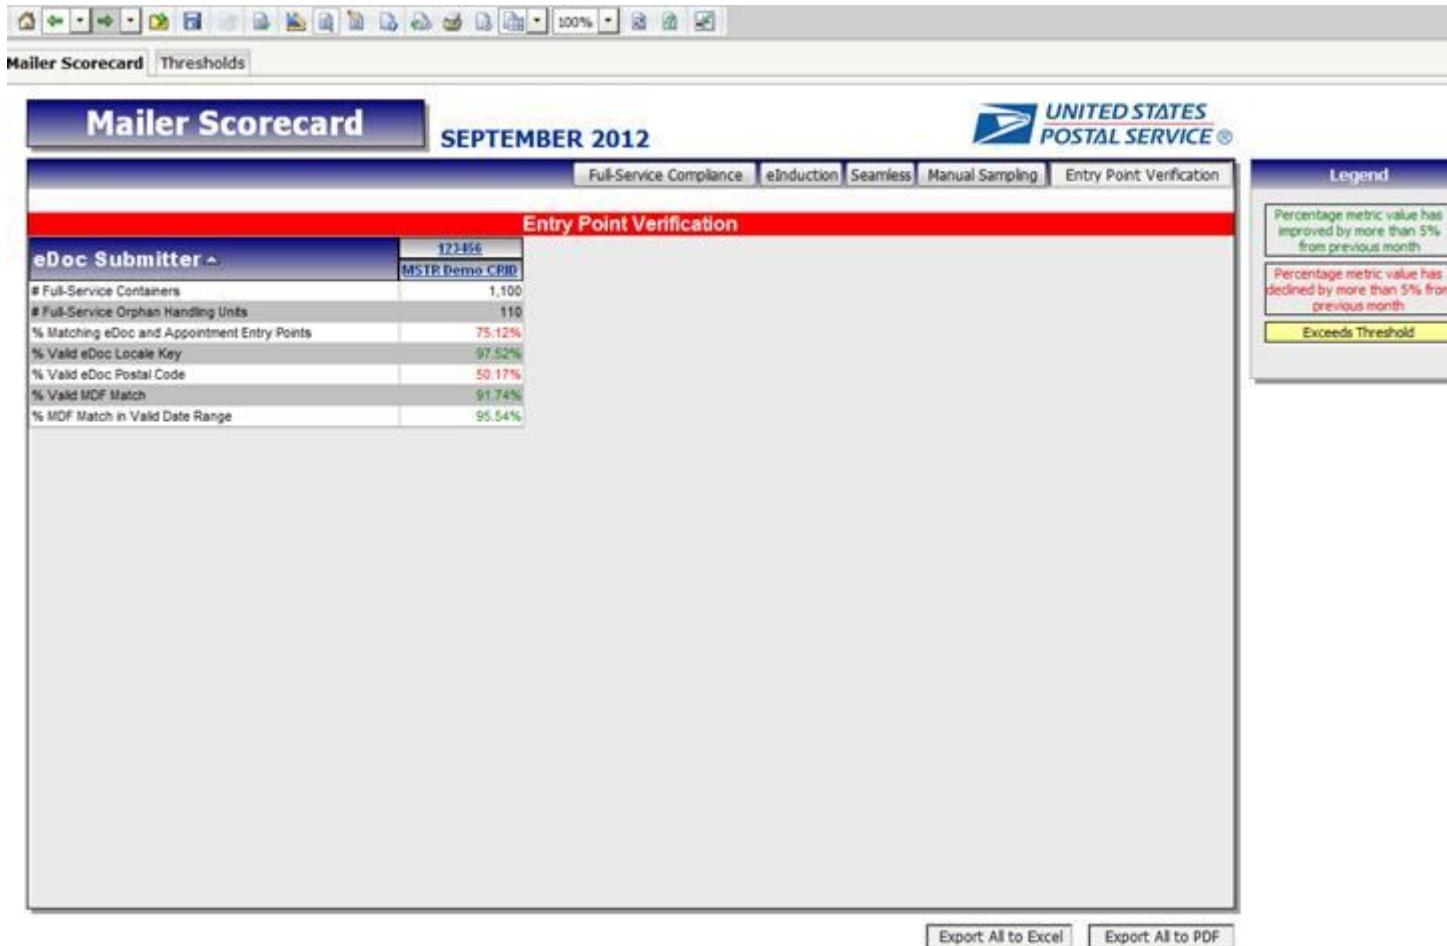 100%
Mailer Scorecard Thresholds
Mailer Scorecard
SEPTEMBER 2012
UNITED STATES
POSTAL SERVICE ®
Full-Service Compliance eInduction Seamless Manual Sampling Entry Point Verification
Entry Point Verification
eDoc Submitter
123456
MSTR Demo CRID
# Full-Service Containers 1,100
# Full-Service Orphan Handling Units 110
% Matching eDoc and Appointment Entry Points 75.12%
% Valid eDoc Locale Key 97.52%
% Valid eDoc Postal Code 50.17%
% Valid MDF Match 91.74%
% MDF Match in Valid Date Range 95.54%
Legend
Percentage metric value has
improved by more than 5%
from previous month
Percentage metric value has
declined by more than 5% from
previous month
Exceeds Threshold
Export All to Excel Export All to PDF